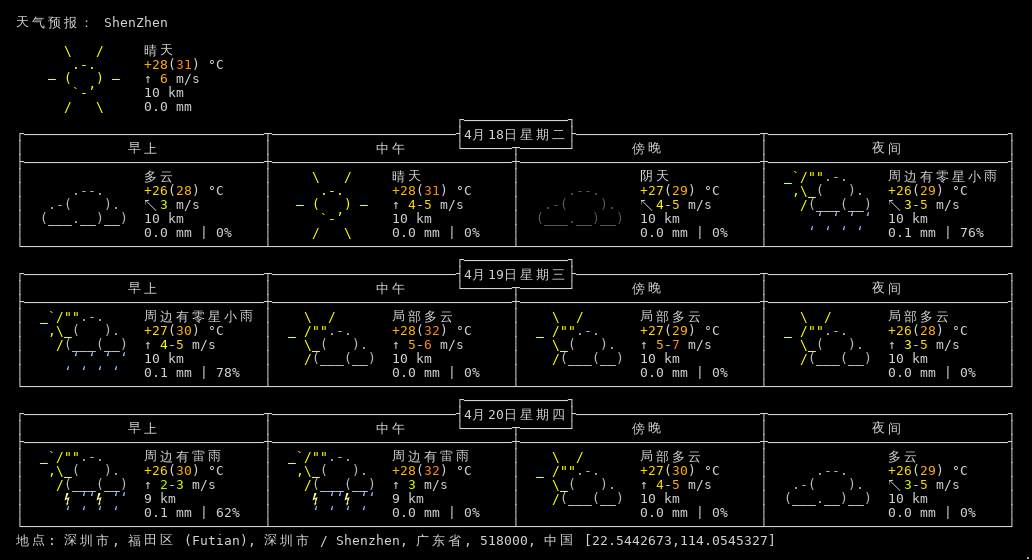 天气预报： ShenZhen
晴天
+28(31) °C
↑ 6 m/s
10 km
0.0 mm
4月18日星期二
早上 中午 傍晚 夜间
多云 晴天 阴天 周边有零星小雨
+26(28) °C +28(31) °C +27(29) °C +26(29) °C
↖ 3 m/s ↑ 4-5 m/s ↖ 4-5 m/s ↖ 3-5 m/s
10 km 10 km 10 km 10 km
0.0 mm | 0% 0.0 mm | 0% 0.0 mm | 0% 0.1 mm | 76%
4月19日星期三
早上 中午 傍晚 夜间
周边有零星小雨 局部多云 局部多云 局部多云
+27(30) °C +28(32) °C +27(29) °C +26(28) °C
↑ 4-5 m/s ↑ 5-6 m/s ↑ 5-7 m/s ↑ 3-5 m/s
10 km 10 km 10 km 10 km
0.1 mm | 78% 0.0 mm | 0% 0.0 mm | 0% 0.0 mm | 0%
4月20日星期四
早上 中午 傍晚 夜间
周边有雷雨 周边有雷雨 局部多云 多云
+26(30) °C +28(32) °C +27(30) °C +26(29) °C
↑ 2-3 m/s ↑ 3 m/s ↑ 4-5 m/s ↖ 3-5 m/s
9 km 9 km 10 km 10 km
0.1 mm | 62% 0.0 mm | 0% 0.0 mm | 0% 0.0 mm | 0%
地点: 深圳市, 福田区 (Futian), 深圳市 / Shenzhen, 广东省, 518000, 中国 [22.5442673,114.0545327]